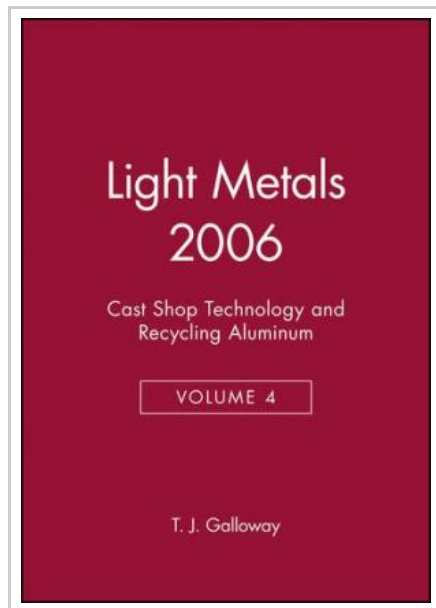 Light Metals
2006
Cast Shop Technology and
Recycling Aluminum
VOLUME 4
T. J. Galloway